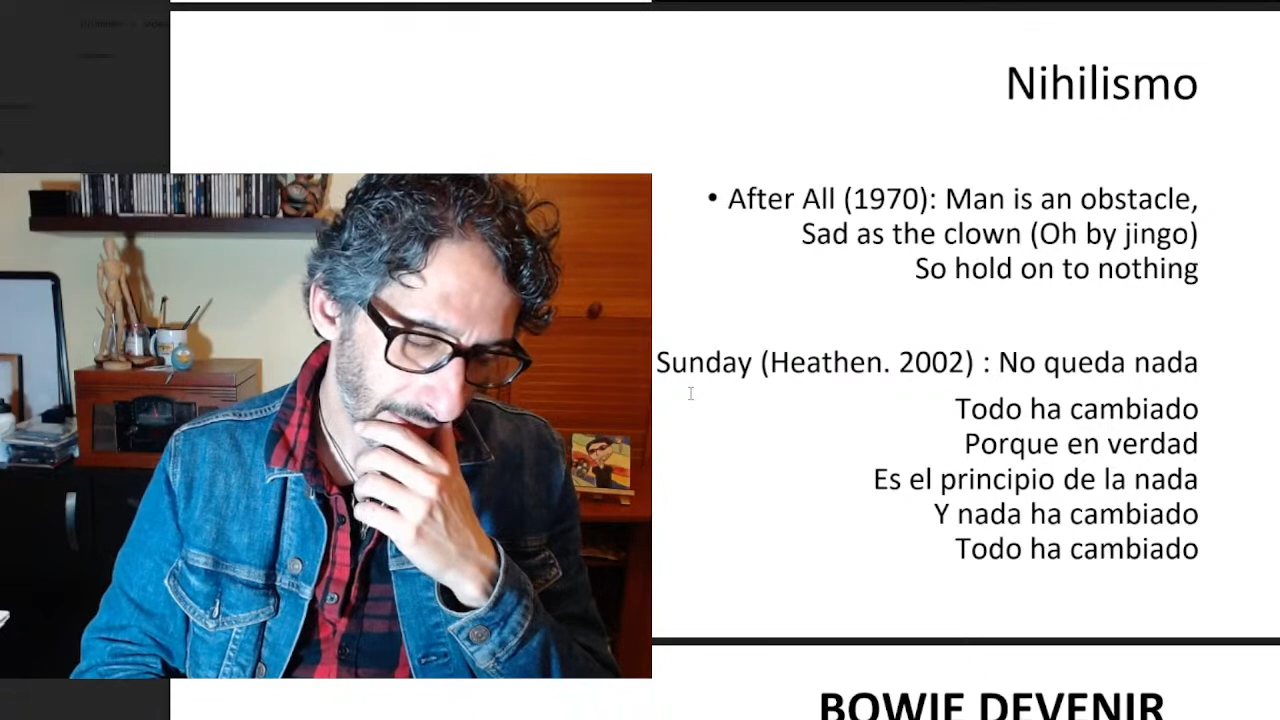 Nihilismo
• After All (1970): Man is an obstacle,
Sad as the clown (Oh by jingo)
So hold on to nothing
Sunday (Heathen. 2002) : No queda nada
Todo ha cambiado
Porque en verdad
Es el principio de la nada
Y nada ha cambiado
Todo ha cambiado
BOWIE DEVENIR